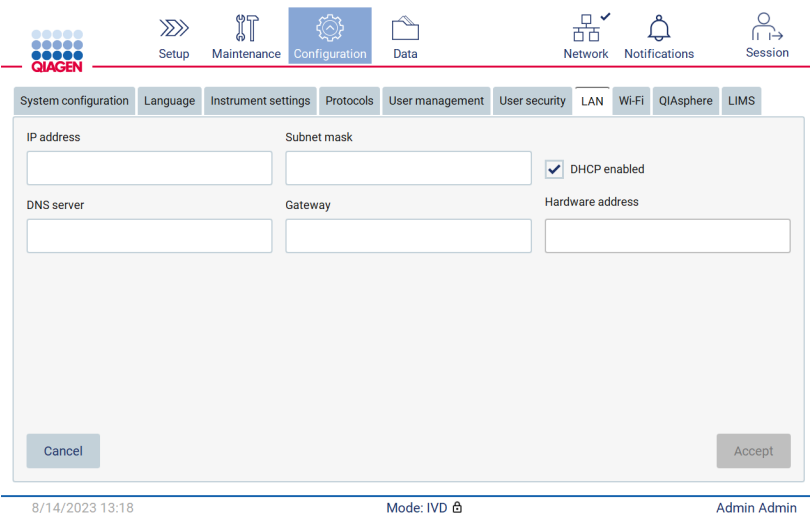 QIAGEN
Setup Maintenance Configuration Data Network Notifications Session
System configuration Language Instrument settings Protocols User management User security LAN Wi-Fi QIAsphere LIMS
IP address Subnet mask
DHCP enabled
DNS server Gateway Hardware address
Cancel Accept
8/14/2023 13:18 Mode: IVD Admin Admin